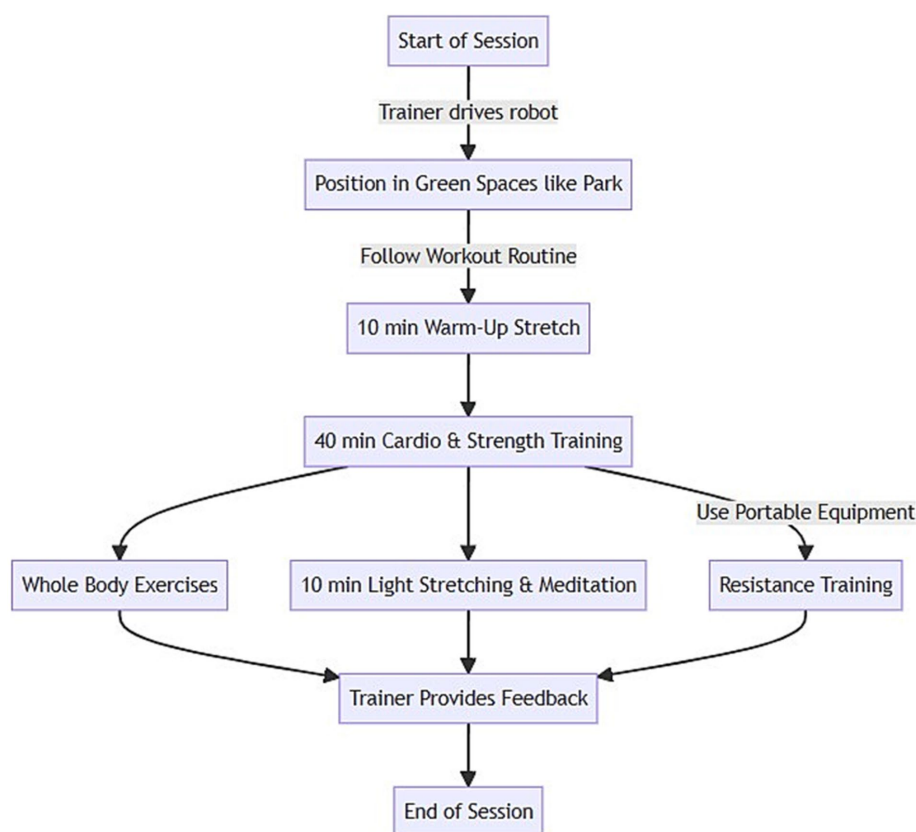 Start of Session
Trainer drives robot
Position in Green Spaces like Park
Follow Workout Routine
10 min Warm-Up Stretch
40 min Cardio & Strength Training
Use Portable Equipment
Whole Body Exercises
10 min Light Stretching & Meditation
Resistance Training
Trainer Provides Feedback
End of Session